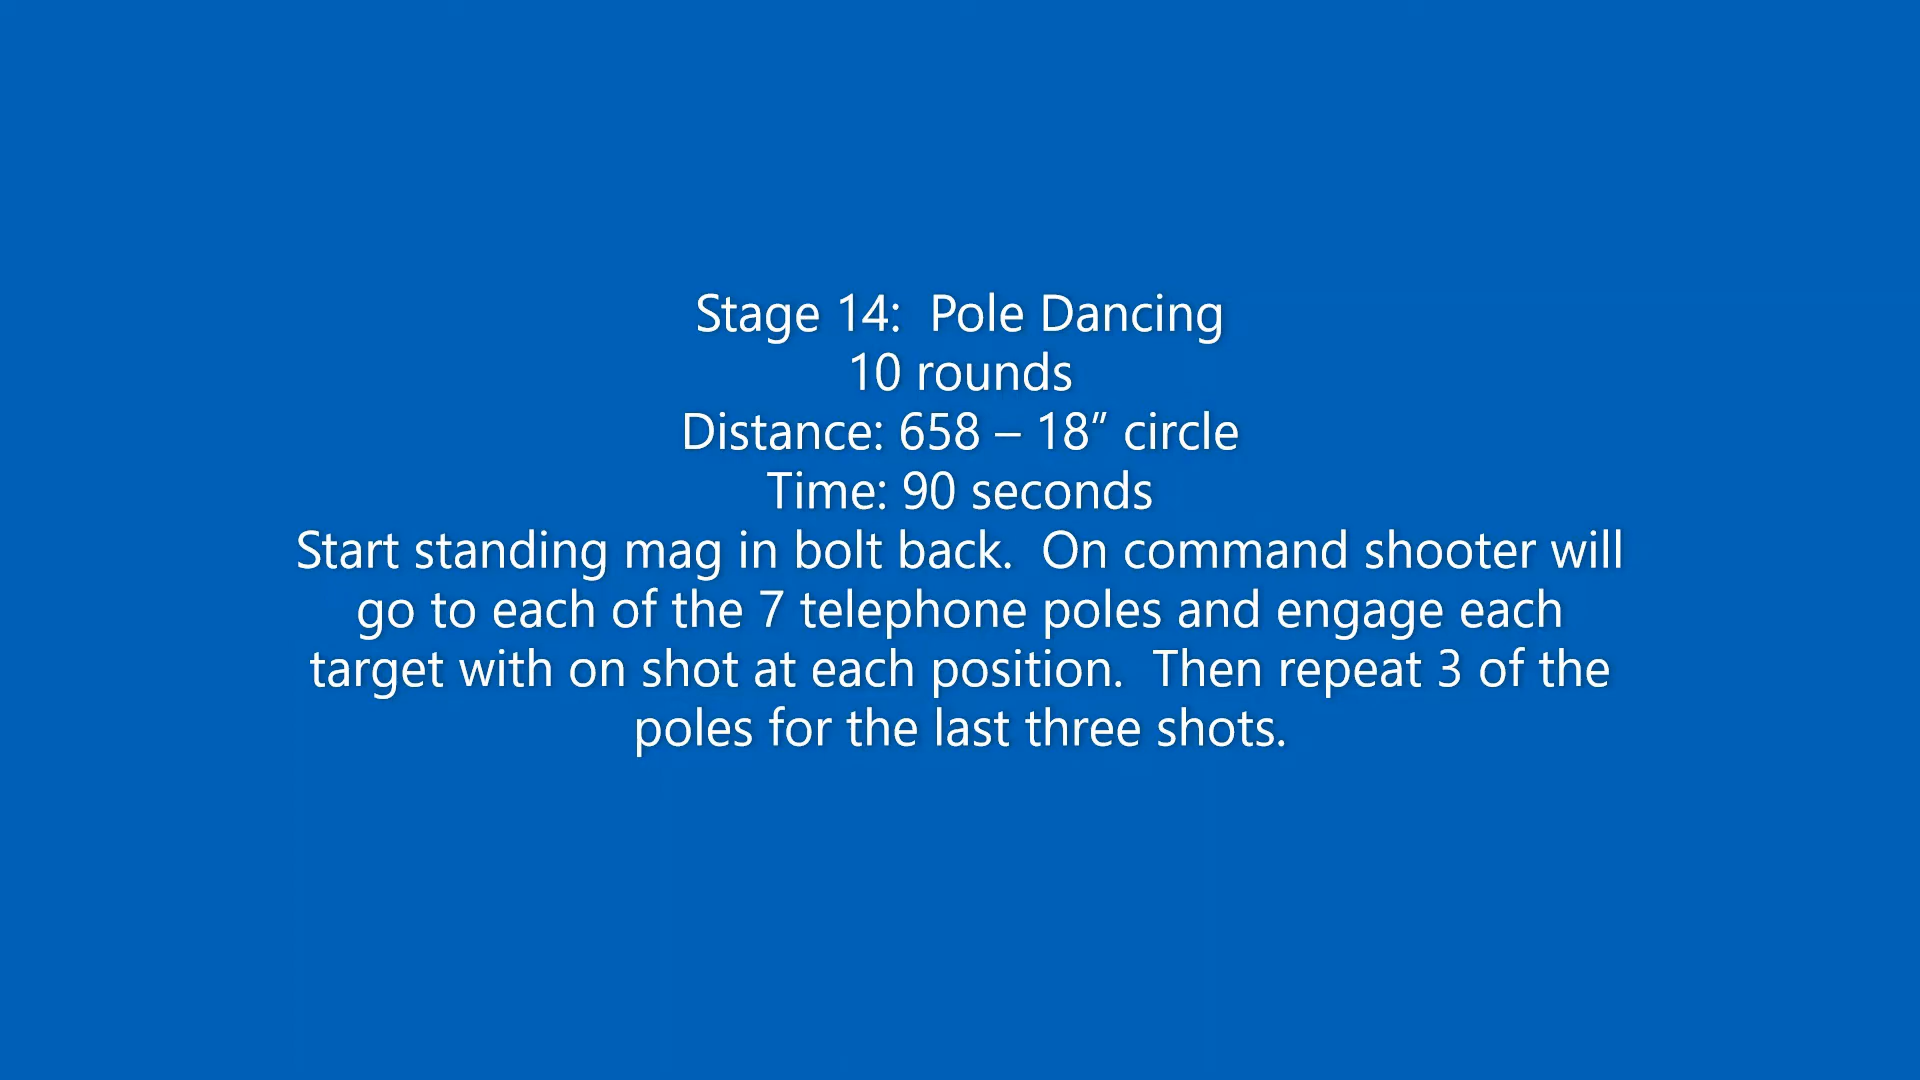 Stage 14:  Pole Dancing
10 rounds
Distance: 658 – 18” circle
Time: 90 seconds
Start standing mag in bolt back.  On command shooter will
go to each of the 7 telephone poles and engage each
target with on shot at each position.  Then repeat 3 of the
poles for the last three shots.